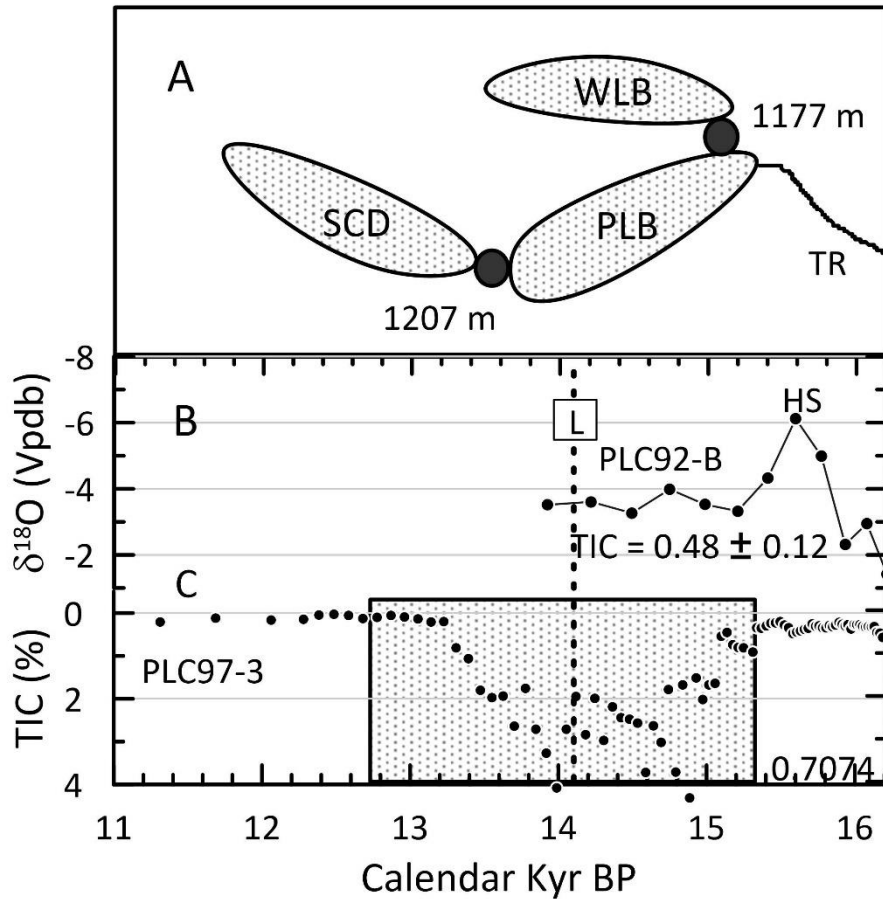 A
WLB
1177 m
SCD
PLB
TR
1207 m
-8
-6
-4
-2
δ¹⁸O (Vpdb)
B
L
HS
PLC92-B
TIC = 0.48 ± 0.12
C
0
2
4
TIC (%)
PLC97-3
0.7074
11 12 13 14 15 16
Calendar Kyr BP